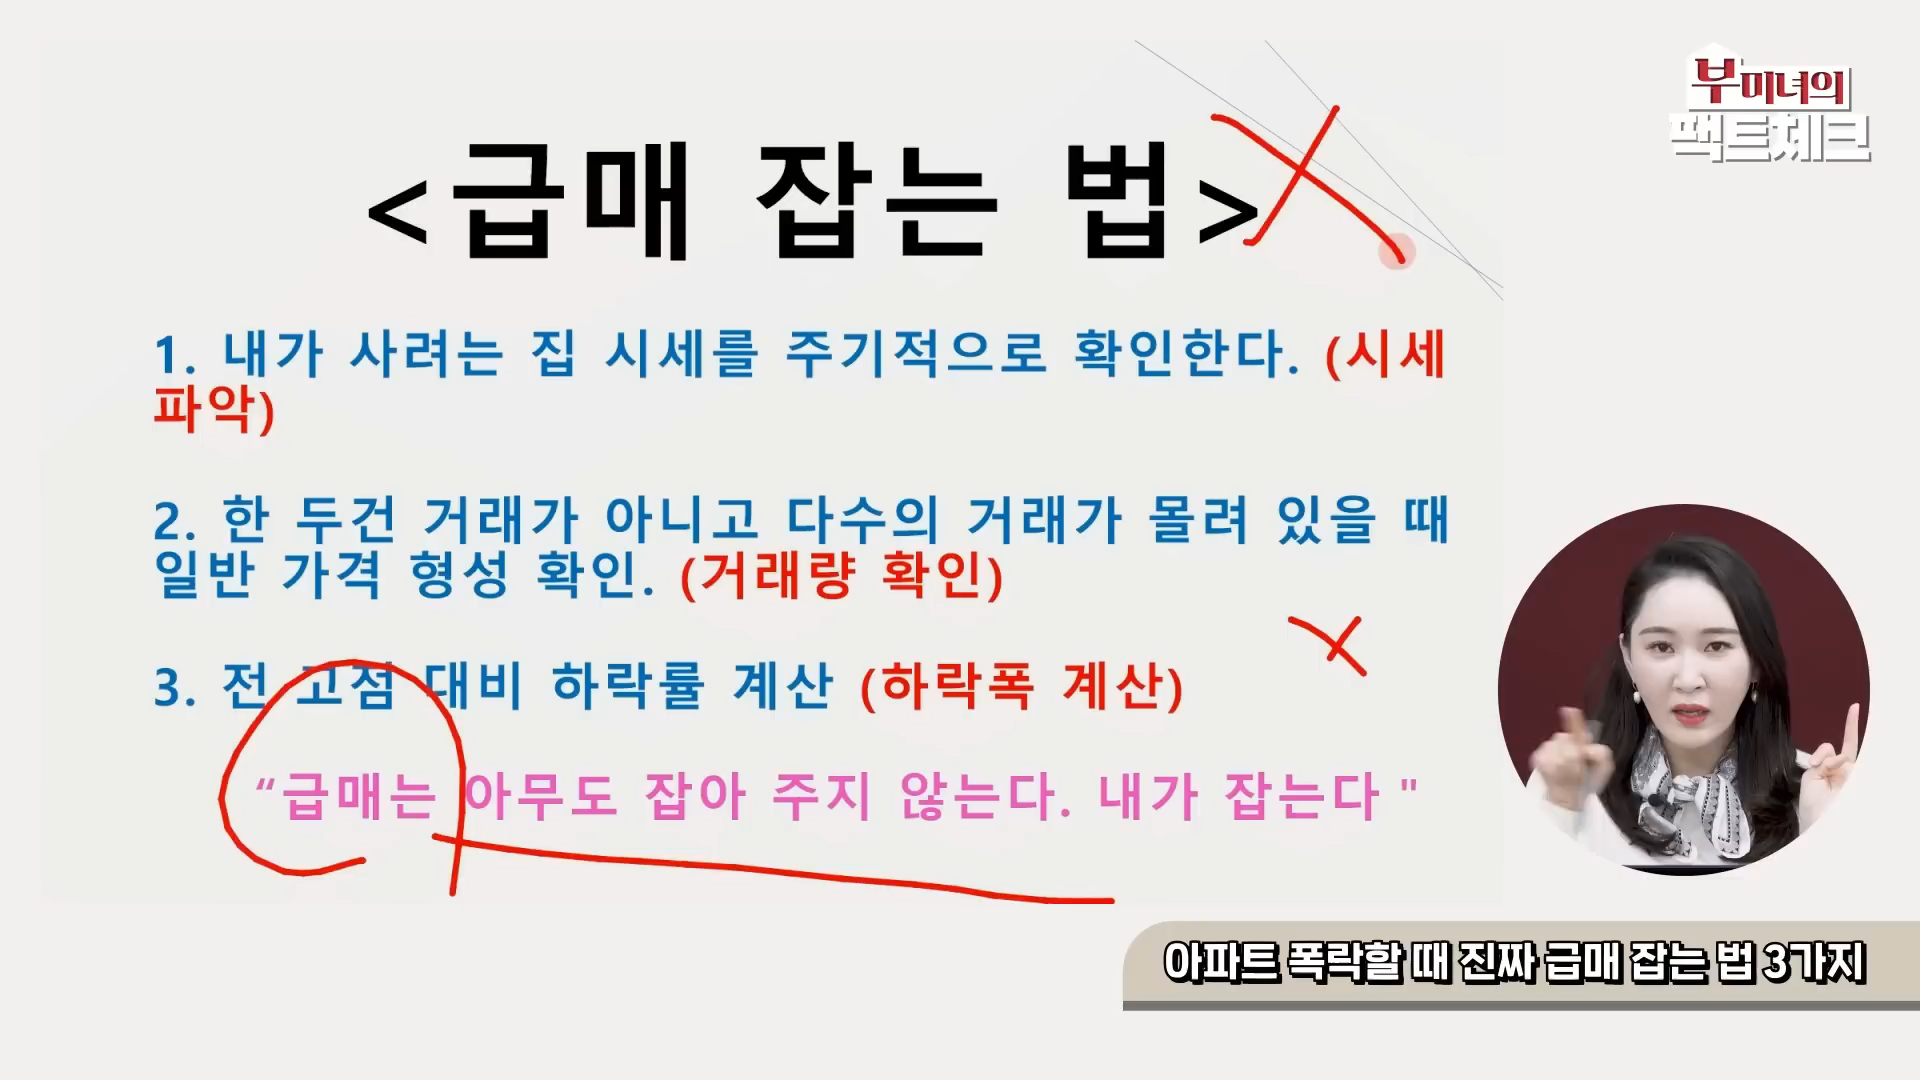 부미녀의
팩트체크
<급매 잡는 법>
1. 내가 사려는 집 시세를 주기적으로 확인한다. (시세
파악)
2. 한 두건 거래가 아니고 다수의 거래가 몰려 있을 때
일반 가격 형성 확인. (거래량 확인)
3. 전 고점 대비 하락률 계산 (하락폭 계산)
“급매는 아무도 잡아 주지 않는다. 내가 잡는다 "
아파트 폭락할 때 진짜 급매 잡는 법 3가지